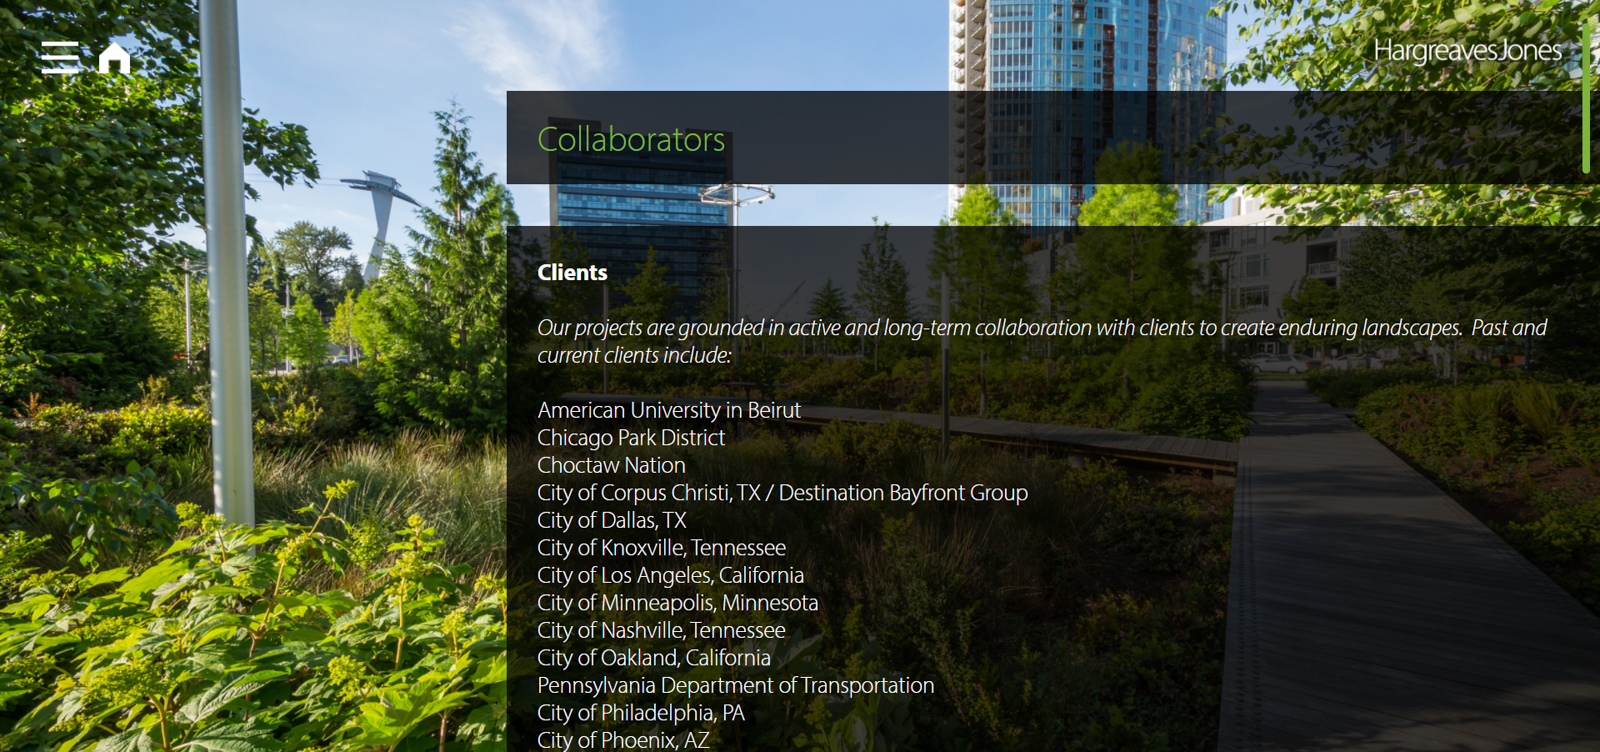 HargreavesJones
Collaborators
Clients
Our projects are grounded in active and long-term collaboration with clients to create enduring landscapes.  Past and
current clients include:
American University in Beirut
Chicago Park District
Choctaw Nation
City of Corpus Christi, TX / Destination Bayfront Group
City of Dallas, TX
City of Knoxville, Tennessee
City of Los Angeles, California
City of Minneapolis, Minnesota
City of Nashville, Tennessee
City of Oakland, California
Pennsylvania Department of Transportation
City of Philadelphia, PA
City of Phoenix, AZ